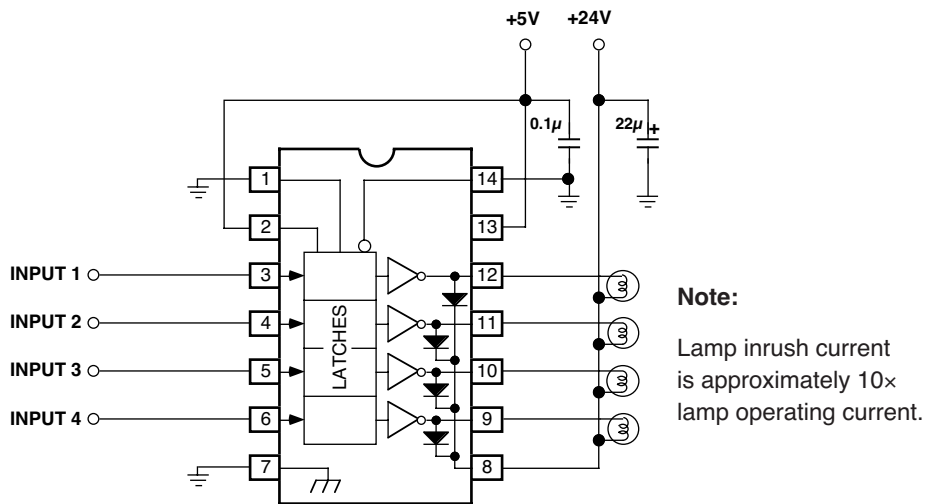 +5V +24V
0.1µ 22µ +
1 14
2 13
INPUT 1 3 12
INPUT 2 4 11
INPUT 3 5 10
INPUT 4 6 9
7 8
LATCHES
Note:
Lamp inrush current
is approximately 10×
lamp operating current.